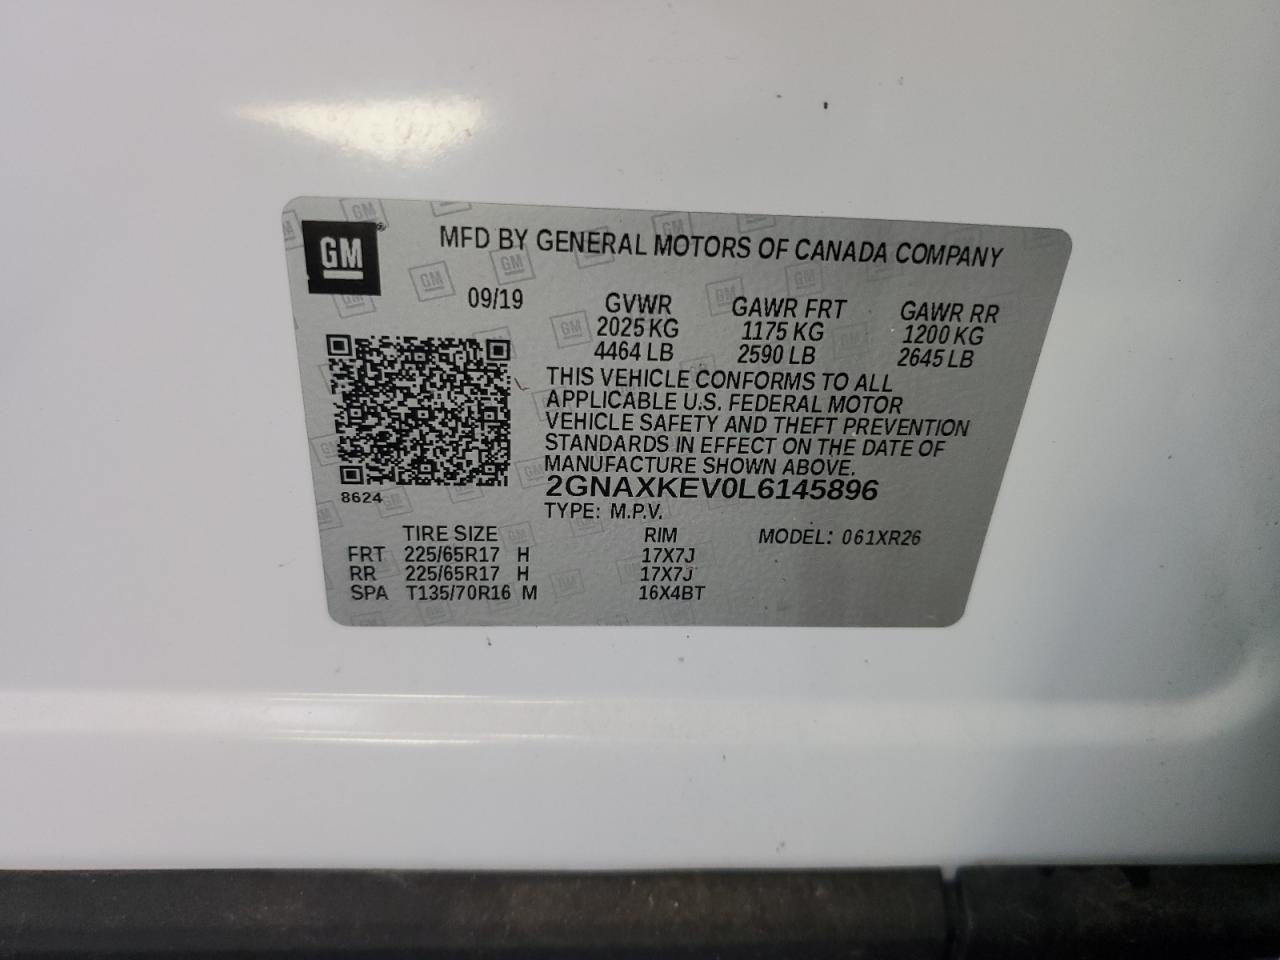 GM
MFD BY GENERAL MOTORS OF CANADA COMPANY
09/19
GVWR GAWR FRT GAWR RR
2025 KG 1175 KG 1200 KG
4464 LB 2590 LB 2645 LB
THIS VEHICLE CONFORMS TO ALL
APPLICABLE U.S. FEDERAL MOTOR
VEHICLE SAFETY AND THEFT PREVENTION
STANDARDS IN EFFECT ON THE DATE OF
MANUFACTURE SHOWN ABOVE.
8624
2GNAXKEV0L6145896
TYPE: M.P.V.
TIRE SIZE RIM MODEL: 061XR26
FRT 225/65R17 H 17X7J
RR 225/65R17 H 17X7J
SPA T135/70R16 M 16X4BT